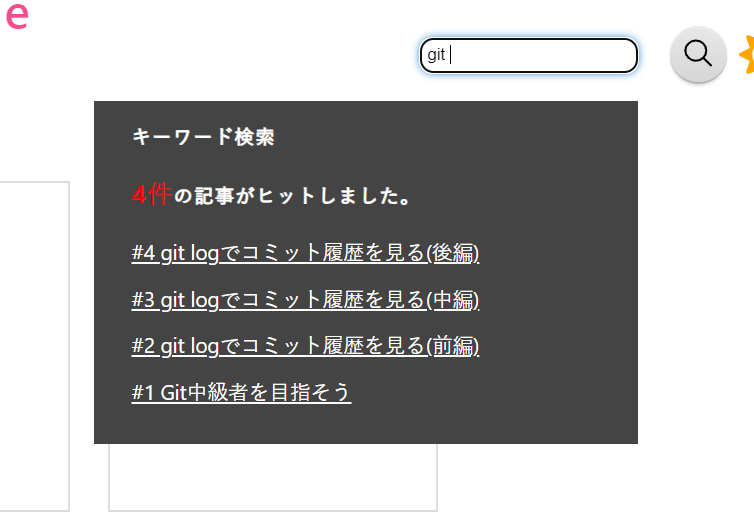 e
git
キーワード検索
4件の記事がヒットしました。
#4 git logでコミット履歴を見る(後編)
#3 git logでコミット履歴を見る(中編)
#2 git logでコミット履歴を見る(前編)
#1 Git中級者を目指そう